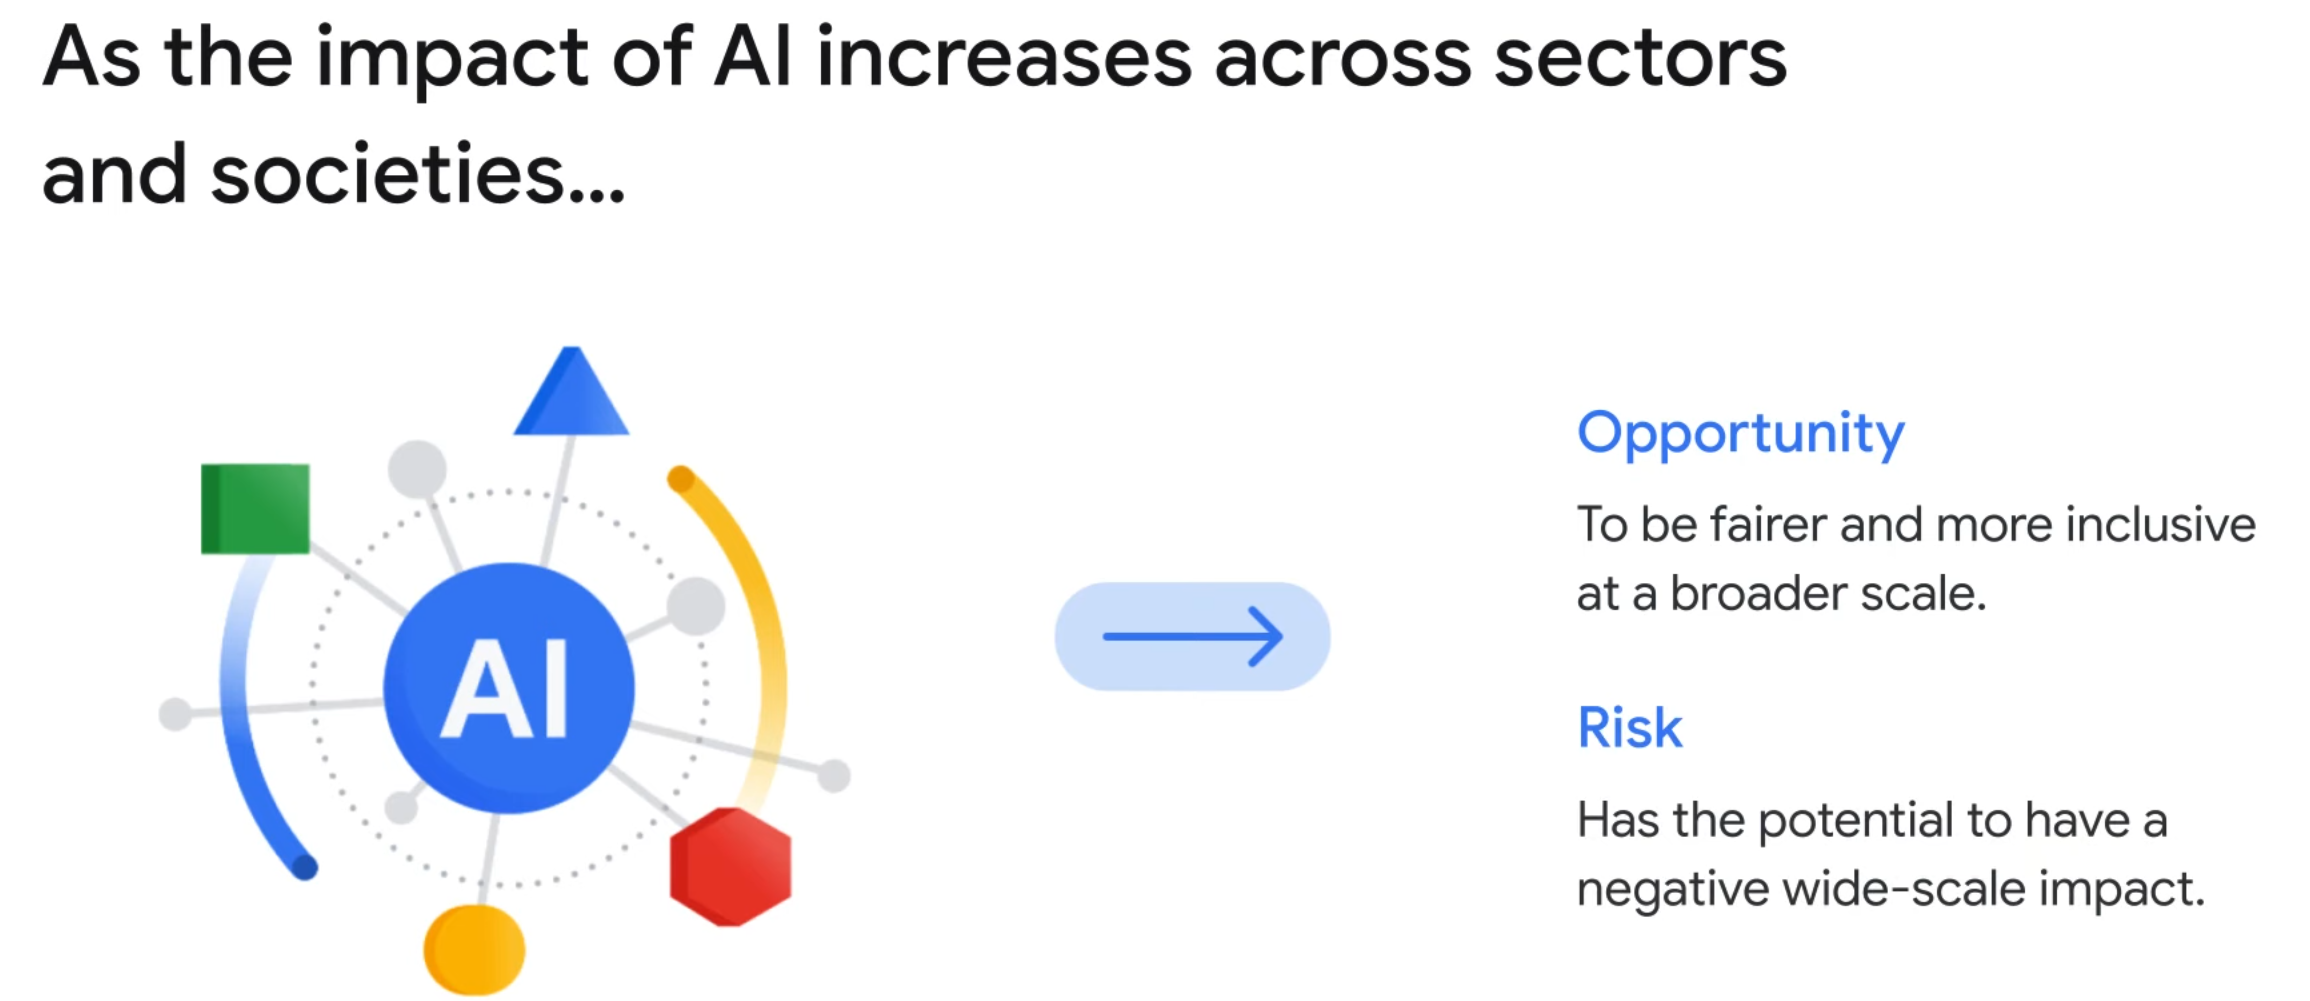 As the impact of AI increases across sectors
and societies...
AI
Opportunity
To be fairer and more inclusive
at a broader scale.
Risk
Has the potential to have a
negative wide-scale impact.